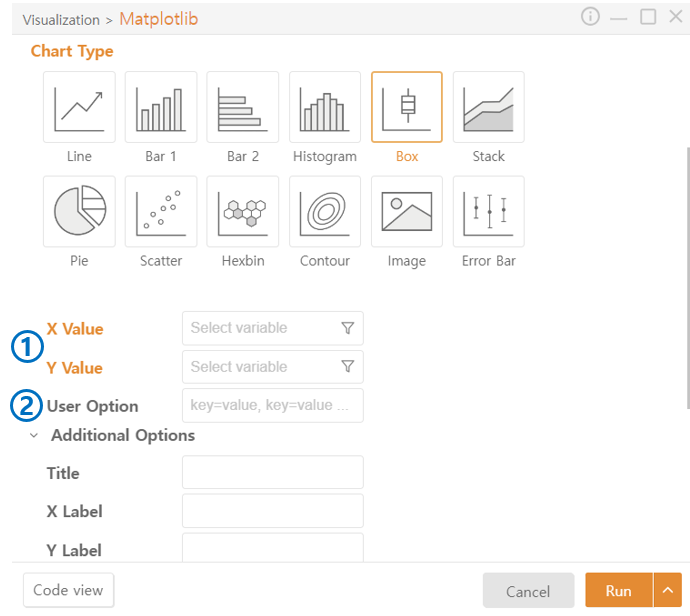 Visualization > Matplotlib
Chart Type
Line Bar 1 Bar 2 Histogram Box Stack
Pie Scatter Hexbin Contour Image Error Bar
1
X Value Select variable
Y Value Select variable
2 User Option key=value, key=value ...
Additional Options
Title
X Label
Y Label
Code view Cancel Run